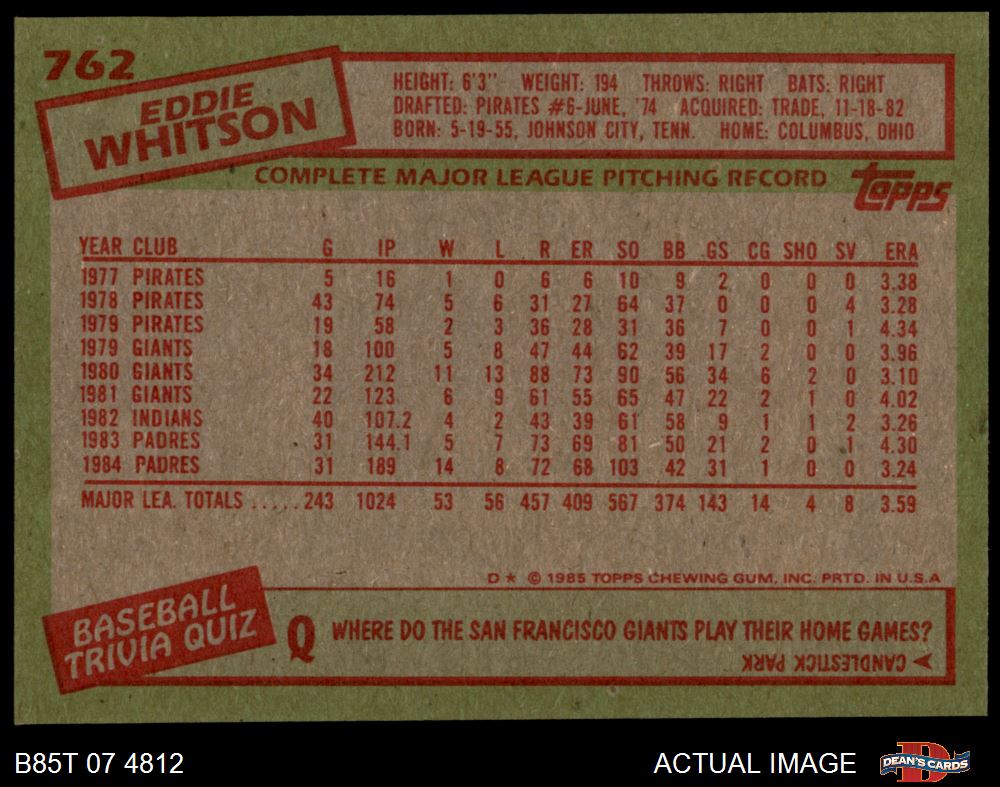 762
EDDIE
WHITSON
HEIGHT: 6'3" WEIGHT: 194 THROWS: RIGHT BATS: RIGHT
DRAFTED: PIRATES #6-JUNE, '74 ACQUIRED: TRADE, 11-18-82
BORN: 5-19-55, JOHNSON CITY, TENN. HOME: COLUMBUS, OHIO
COMPLETE MAJOR LEAGUE PITCHING RECORD
Topps
YEAR CLUB G IP W L R ER SO BB GS CG SHO SV ERA
1977 PIRATES 5 16 1 0 6 6 10 9 2 0 0 0 3.38
1978 PIRATES 43 74 5 6 31 27 64 37 0 0 0 4 3.28
1979 PIRATES 19 58 2 3 36 28 31 36 7 0 0 1 4.34
1979 GIANTS 18 100 5 8 47 44 62 39 17 2 0 0 3.96
1980 GIANTS 34 212 11 13 88 73 90 56 34 6 2 0 3.10
1981 GIANTS 22 123 6 9 61 55 65 47 22 2 1 0 4.02
1982 INDIANS 40 107.2 4 2 43 39 61 58 9 1 1 2 3.26
1983 PADRES 31 144.1 5 7 73 69 81 50 21 2 0 1 4.30
1984 PADRES 31 189 14 8 72 68 103 42 31 1 0 0 3.24
MAJOR LEA. TOTALS ..... 243 1024 53 56 457 409 567 374 143 14 4 8 3.59
D★ © 1985 TOPPS CHEWING GUM, INC. PRTD. IN U.S.A
BASEBALL
TRIVIA QUIZ
Q WHERE DO THE SAN FRANCISCO GIANTS PLAY THEIR HOME GAMES?
CANDLESTICK PARK
B85T 07 4812
ACTUAL IMAGE
D
DEAN'S CARDS